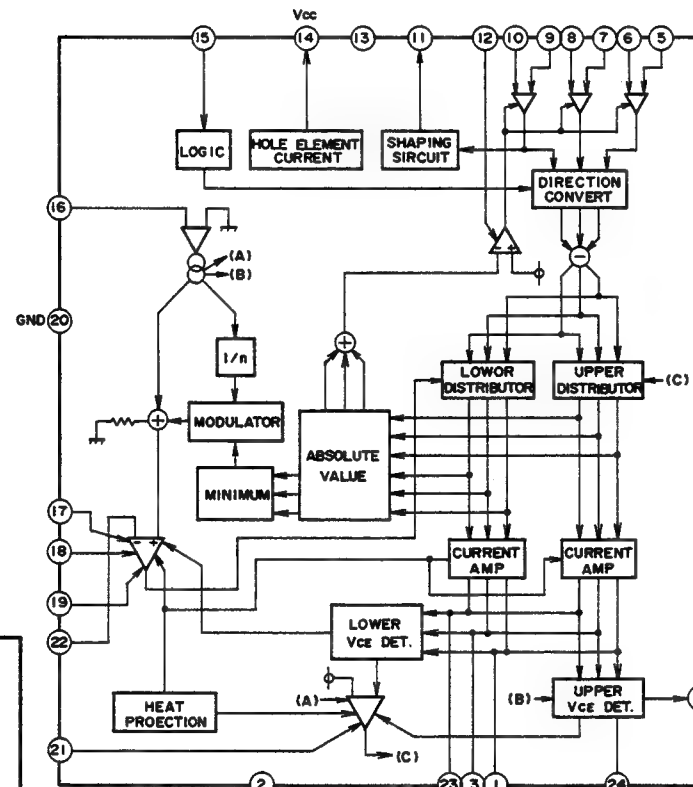 Vcc
15 14 13 11 12 10 9 8 7 6 5
LOGIC
HOLE ELEMENT
CURRENT
SHAPING
SIRCUIT
DIRECTION
CONVERT
16
(A)
(B)
- +
−
GND 20
1/n
+
LOWOR
DISTRIBUTOR
UPPER
DISTRIBUTOR
(C)
+
MODULATOR
ABSOLUTE
VALUE
MINIMUM
17
- +
18
CURRENT
AMP
CURRENT
AMP
19
22
LOWER
VCE DET.
HEAT
PROECTION
(A)
(B)
UPPER
VCE DET.
21
(C)
2 23 3 1 24